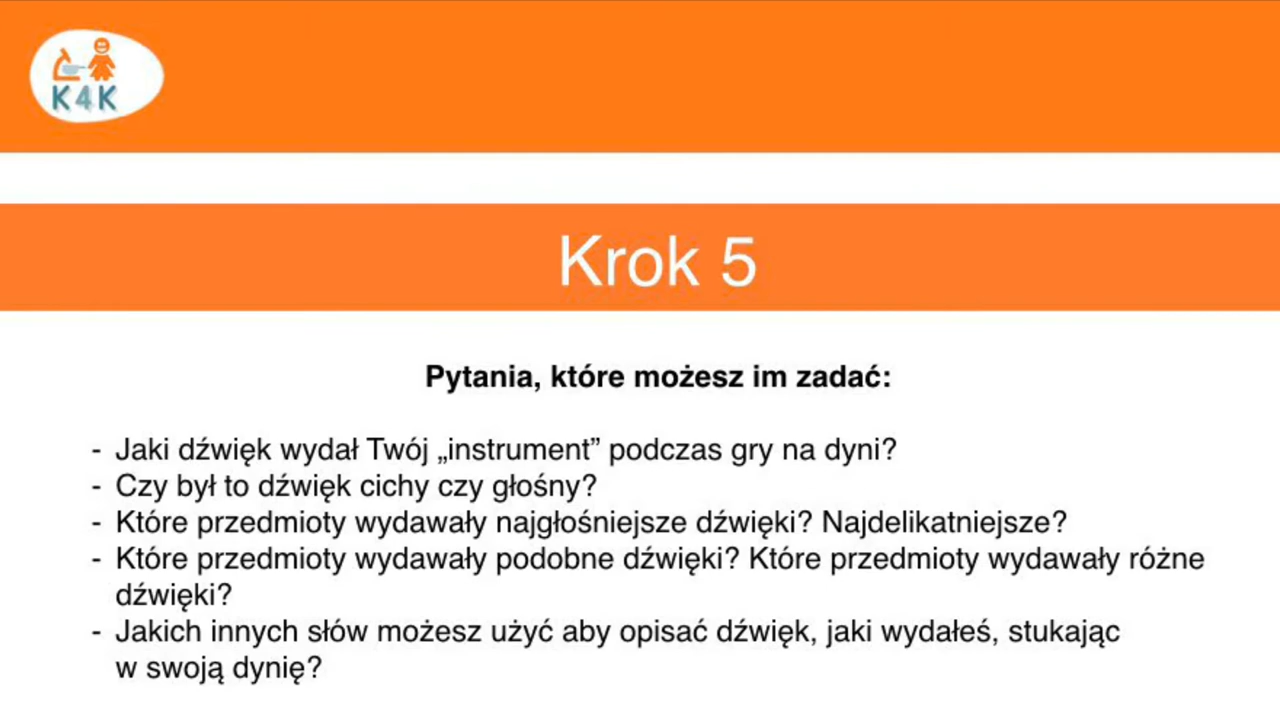 K4K
Krok 5
Pytania, które możesz im zadać:
- Jaki dźwięk wydał Twój „instrument” podczas gry na dyni?
- Czy był to dźwięk cichy czy głośny?
- Które przedmioty wydawały najgłośniejsze dźwięki? Najdelikatniejsze?
- Które przedmioty wydawały podobne dźwięki? Które przedmioty wydawały różne
dźwięki?
- Jakich innych słów możesz użyć aby opisać dźwięk, jaki wydałeś, stukając
w swoją dynię?